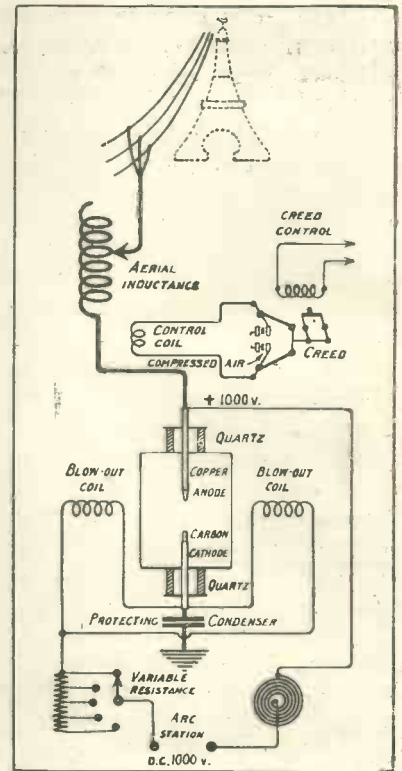 CREED
CONTROL
AERIAL
INDUCTANCE
CONTROL
COIL
COMPRESSED AIR
CREED
+ 1000 v.
QUARTZ
BLOW-OUT
COIL
COPPER
ANODE
BLOW-OUT
COIL
CARBON
CATHODE
QUARTZ
PROTECTING CONDENSER
VARIABLE
RESISTANCE
ARC
STATION
D.C. 1000 v.